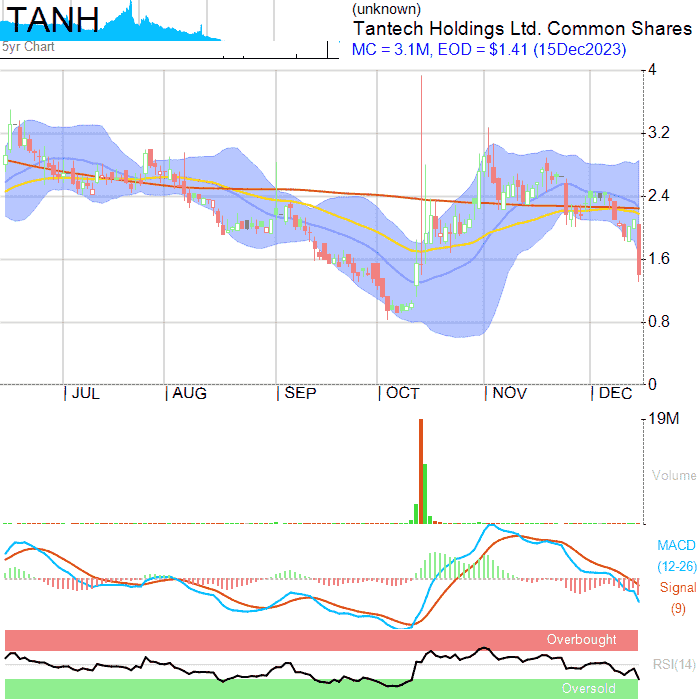 TANH
5yr Chart
(unknown)
Tantech Holdings Ltd. Common Shares
MC = 3.1M, EOD = $1.41 (15Dec2023)
4
3.2
2.4
1.6
0.8
0
JUL AUG SEP OCT NOV DEC
19M
Volume
MACD
(12-26)
Signal
(9)
Overbought
RSI(14)
Oversold